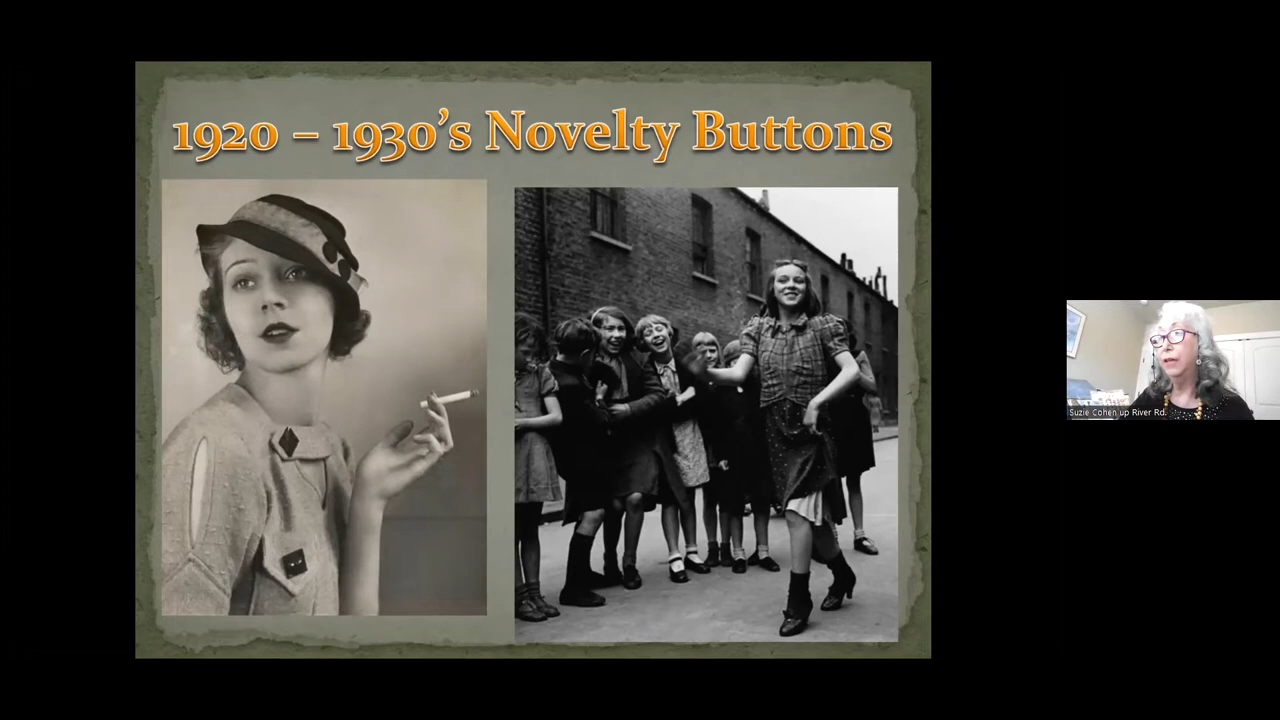 1920 – 1930's Novelty Buttons
Suzie Cohen up River Rd.